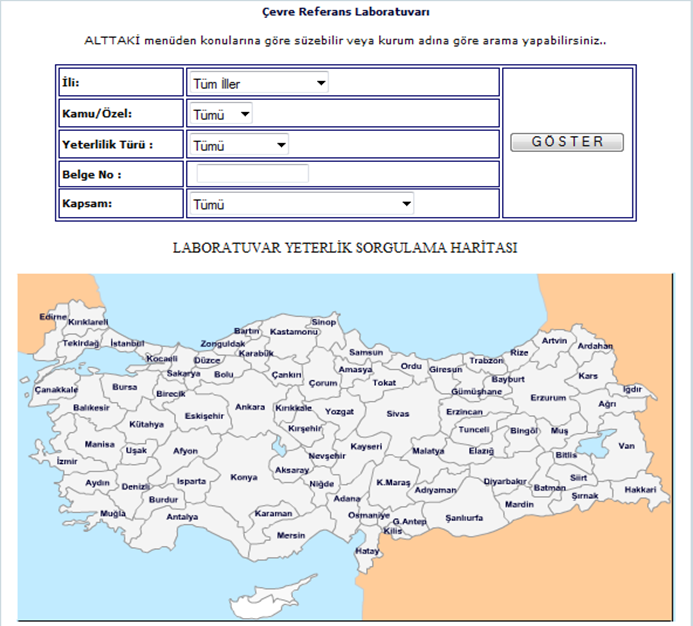 Çevre Referans Laboratuvarı
ALTTAKİ menüden konularına göre süzebilir veya kurum adına göre arama yapabilirsiniz..
İli:
Tüm İller
Kamu/Özel:
Tümü
Yeterlilik Türü :
Tümü
GÖSTER
Belge No :
Kapsam:
Tümü
LABORATUVAR YETERLİK SORGULAMA HARİTASI
Edirne
Kırıklareli
Tekirdağ
İstanbul
Kocaeli
Sakarya
Düzce
Zonguldak
Bartın
Karabük
Kastamonu
Sinop
Bolu
Çankırı
Çorum
Samsun
Amasya
Tokat
Ordu
Giresun
Trabzon
Rize
Artvin
Ardahan
Gümüşhane
Bayburt
Kars
Iğdır
Erzurum
Ağrı
Çanakkale
Bursa
Birecik
Balıkesir
Kütahya
Eskişehir
Ankara
Kırıkkale
Yozgat
Sivas
Erzincan
Kırşehir
Tunceli
Bingöl
Muş
Van
Manisa
Uşak
Afyon
İzmir
Nevşehir
Kayseri
Malatya
Elazığ
Bitlis
Aydın
Denizli
Isparta
Konya
Aksaray
Niğde
K.Maraş
Adıyaman
Diyarbakır
Batman
Siirt
Şırnak
Hakkari
Burdur
Muğla
Antalya
Karaman
Mersin
Adana
Osmaniye
G.Antep
Kilis
Şanlıurfa
Mardin
Hatay